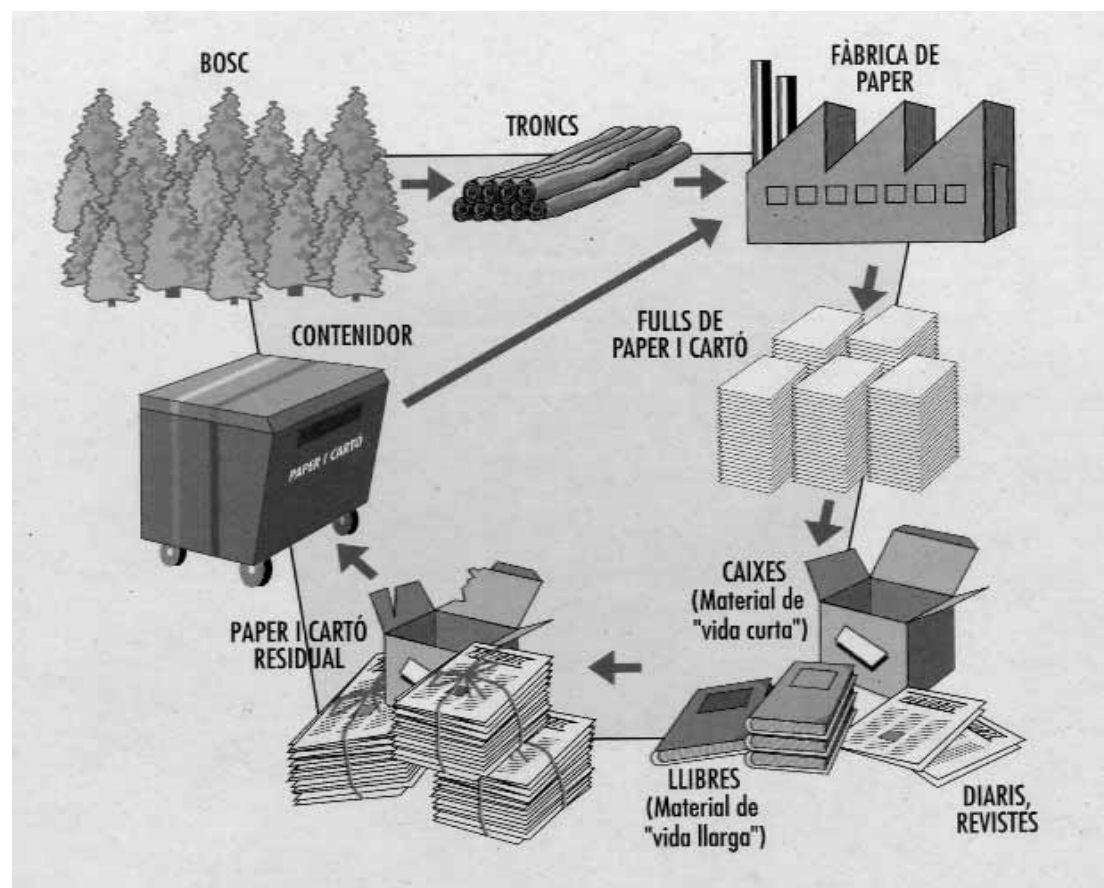 BOSC
TRONCS
FÀBRICA DE
PAPER
FULLS DE
PAPER I CARTÓ
CONTENIDOR
PAPER I CARTÓ
CAIXES
(Material de
"vida curta")
PAPER I CARTÓ
RESIDUAL
LLIBRES
(Material de
"vida llarga")
DIARIS,
REVISTES